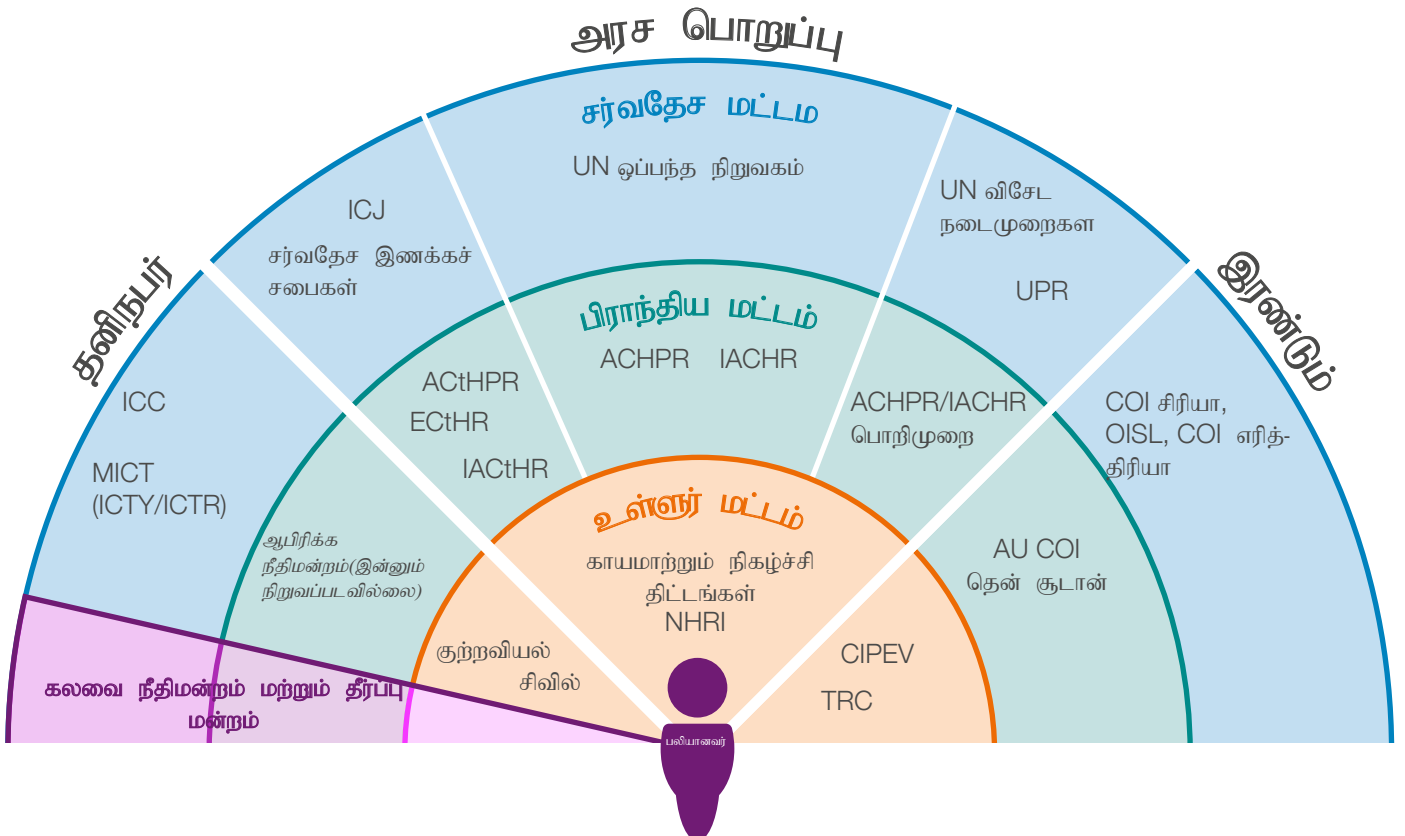 அரச பொறுப்பு
சர்வதேச மட்டம
UN ஒப்பந்த நிறுவகம்
UN விசேட
நடைமுறைகள
UPR
ICJ
சர்வதேச இணக்கச்
சபைகள்
தனிநபர்
இரண்டும்
ICC
MICT
(ICTY/ICTR)
பிராந்திய மட்டம்
ACHPR IACHR
ACtHPR
ECtHR
IACtHR
ACHPR/IACHR
பொறிமுறை
COI சிரியா,
OISL, COI எரித்-
திரியா
ஆபிரிக்க
நீதிமன்றம்(இன்னும்
நிறுவப்படவில்லை)
உள்ளுர் மட்டம்
காயமாற்றும் நிகழ்ச்சி
திட்டங்கள்
NHRI
AU COI
தென் சூடான்
குற்றவியல்
சிவில்
CIPEV
TRC
கலவை நீதிமன்றம் மற்றும் தீர்ப்பு
மன்றம்
பலியானவர்